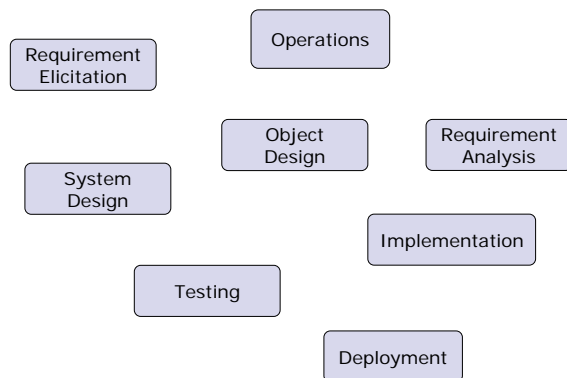 Operations
Requirement
Elicitation
Object
Design
Requirement
Analysis
System
Design
Implementation
Testing
Deployment